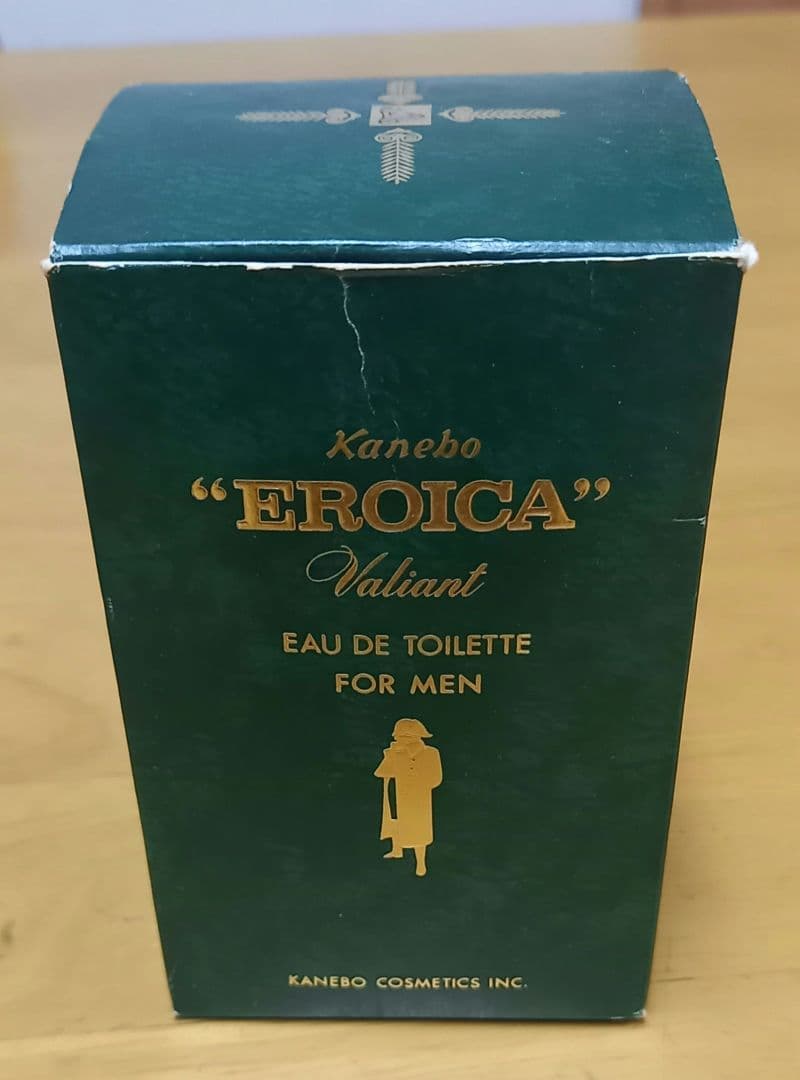 Kanebo
“EROICA”
Valiant
EAU DE TOILETTE
FOR MEN
KANEBO COSMETICS INC.